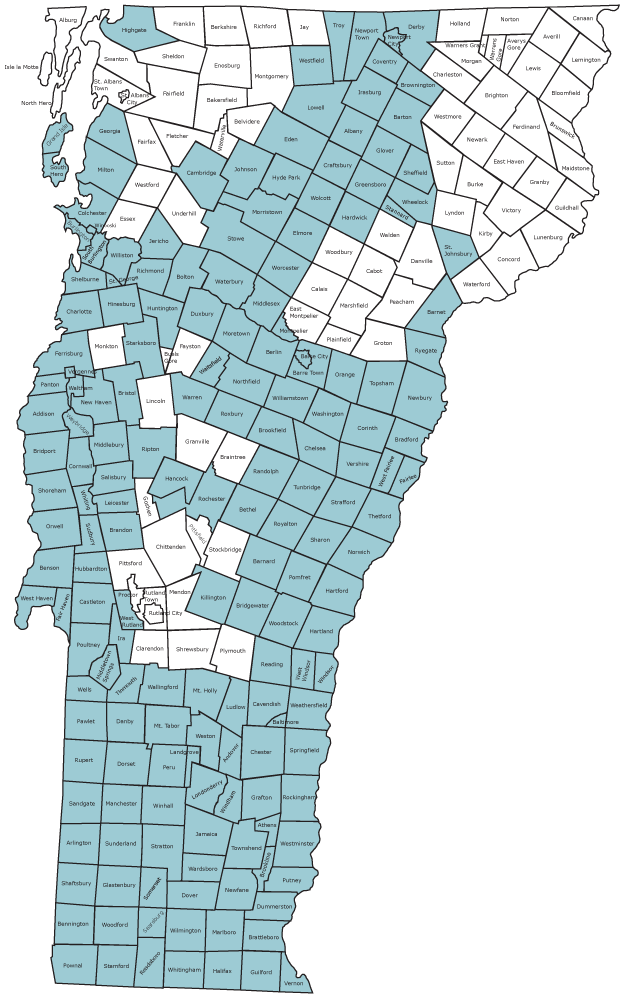 Alburg
Highgate
Franklin
Berkshire
Richford
Jay
Troy
Newport
Town
Newport
City
Derby
Holland
Norton
Canaan
Averill
Averys
Gore
Warners Grant
Warrens
Gore
Morgan
Lewis
Lemington
Bloomfield
Isle la Motte
Swanton
Sheldon
Enosburg
Montgomery
Westfield
Coventry
Charleston
Brighton
North Hero
St. Albans
Town
St. Albans
City
Fairfield
Bakersfield
Lowell
Irasburg
Brownington
Ferdinand
Brunswick
Grand Isle
Georgia
Fairfax
Fletcher
Waterville
Belvidere
Eden
Albany
Barton
Westmore
Newark
Maidstone
South
Hero
Milton
Westford
Cambridge
Johnson
Hyde Park
Craftsbury
Glover
Greensboro
Sheffield
Sutton
East Haven
Granby
Burke
Guildhall
Colchester
Winooski
Essex
Underhill
Morristown
Wolcott
Hardwick
Stannard
Wheelock
Lyndon
Victory
Kirby
Lunenburg
Burlington
South
Burlington
Williston
Jericho
Stowe
Elmore
Woodbury
Walden
Danville
St.
Johnsbury
Concord
Waterford
Shelburne
St. George
Richmond
Bolton
Waterbury
Worcester
Cabot
Calais
Charlotte
Hinesburg
Huntington
Duxbury
Middlesex
East
Montpelier
Marshfield
Peacham
Barnet
Ferrisburg
Monkton
Starksboro
Buels
Gore
Fayston
Moretown
Montpelier
Plainfield
Groton
Ryegate
Waitsfield
Berlin
Barre City
Barre Town
Orange
Topsham
Newbury
Vergennes
Panton
Waltham
New Haven
Bristol
Lincoln
Warren
Northfield
Williamstown
Washington
Addison
Weybridge
Roxbury
Brookfield
Corinth
Bradford
Bridport
Middlebury
Ripton
Granville
Braintree
Chelsea
Vershire
West Fairlee
Fairlee
Cornwall
Salisbury
Hancock
Randolph
Tunbridge
Strafford
Thetford
Shoreham
Whiting
Leicester
Goshen
Rochester
Bethel
Royalton
Sharon
Norwich
Orwell
Sudbury
Brandon
Chittenden
Pittsfield
Stockbridge
Barnard
Pomfret
Hartford
Benson
Hubbardton
Pittsford
West Haven
Fair Haven
Castleton
Proctor
Rutland
Town
Rutland City
West
Rutland
Mendon
Killington
Bridgewater
Woodstock
Hartland
Poultney
Ira
Clarendon
Shrewsbury
Plymouth
Reading
West
Windsor
Windsor
Middletown
Springs
Wells
Tinmouth
Wallingford
Mt. Holly
Ludlow
Cavendish
Weathersfield
Baltimore
Pawlet
Danby
Mt. Tabor
Weston
Andover
Chester
Springfield
Rupert
Dorset
Landgrove
Peru
Londonderry
Windham
Grafton
Rockingham
Sandgate
Manchester
Winhall
Jamaica
Athens
Townshend
Westminster
Arlington
Sunderland
Stratton
Wardsboro
Brookline
Shaftsbury
Glastenbury
Somerset
Dover
Newfane
Putney
Dummerston
Bennington
Woodford
Searsburg
Wilmington
Marlboro
Brattleboro
Pownal
Stamford
Readsboro
Whitingham
Halifax
Guilford
Vernon